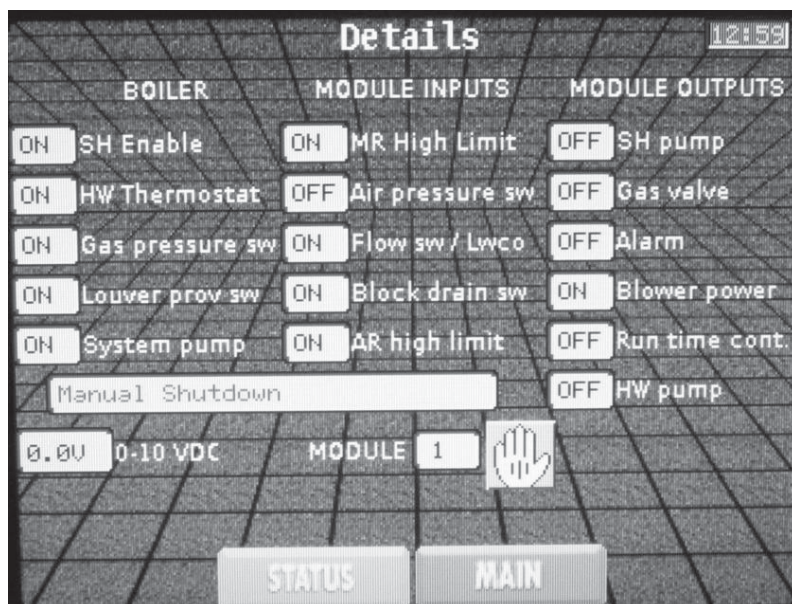 Details
12:59
BOILER MODULE INPUTS MODULE OUTPUTS
ON SH Enable ON MR High Limit OFF SH pump
ON HW Thermostat OFF Air pressure sw OFF Gas valve
ON Gas pressure sw ON Flow sw / Lwco OFF Alarm
ON Louver prov sw ON Block drain sw ON Blower power
ON System pump ON AR high limit OFF Run time cont.
Manual Shutdown OFF HW pump
0.0V 0-10 VDC MODULE 1
STATUS MAIN